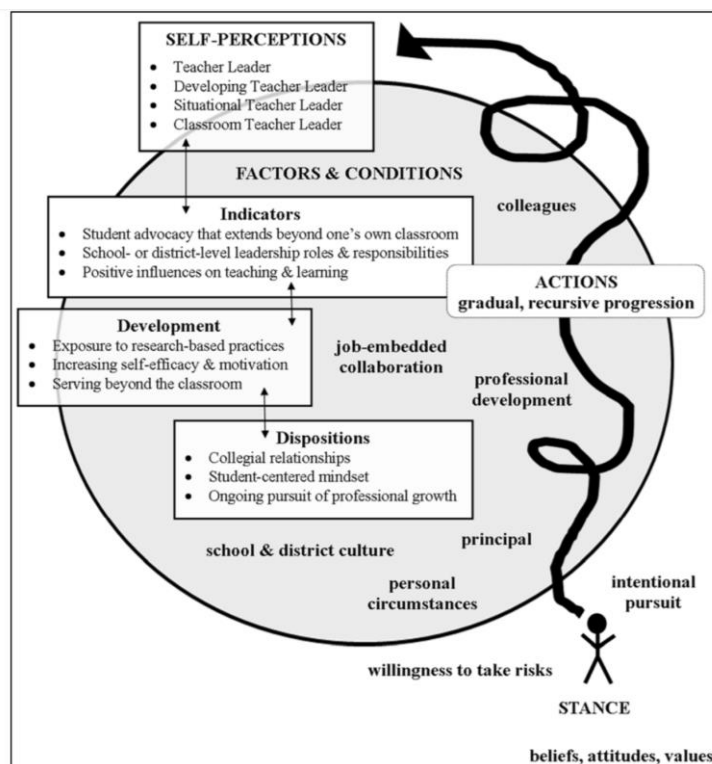 SELF-PERCEPTIONS
• Teacher Leader
• Developing Teacher Leader
• Situational Teacher Leader
• Classroom Teacher Leader
FACTORS & CONDITIONS
colleagues
Indicators
• Student advocacy that extends beyond one's own classroom
• School- or district-level leadership roles & responsibilities
• Positive influences on teaching & learning
ACTIONS
gradual, recursive progression
Development
• Exposure to research-based practices
• Increasing self-efficacy & motivation
• Serving beyond the classroom
job-embedded
collaboration
professional
development
Dispositions
• Collegial relationships
• Student-centered mindset
• Ongoing pursuit of professional growth
principal
school & district culture
personal
circumstances
intentional
pursuit
willingness to take risks
STANCE
beliefs, attitudes, values